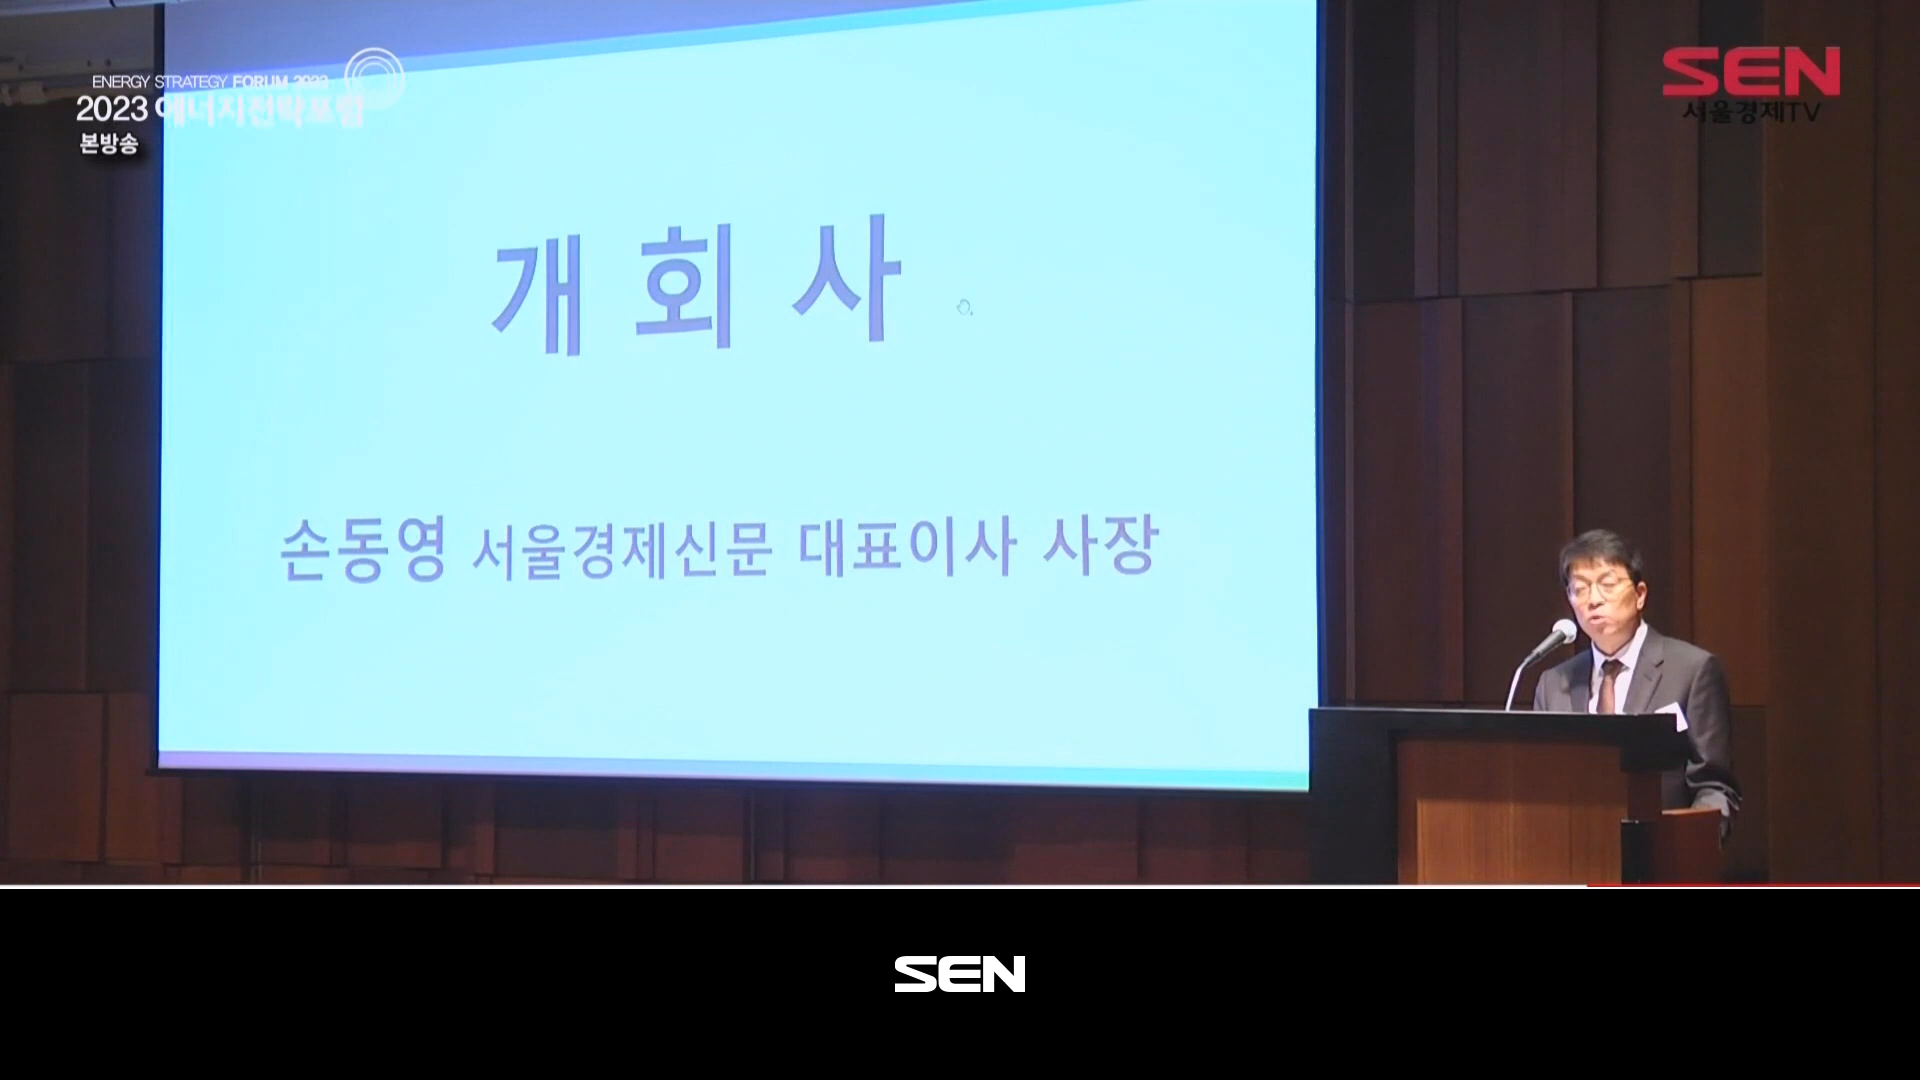 ENERGY STRATEGY FORUM 2023
2023 에너지전략포럼
본방송
SEN
서울경제TV
개회사
손동영 서울경제신문 대표이사 사장
SEN